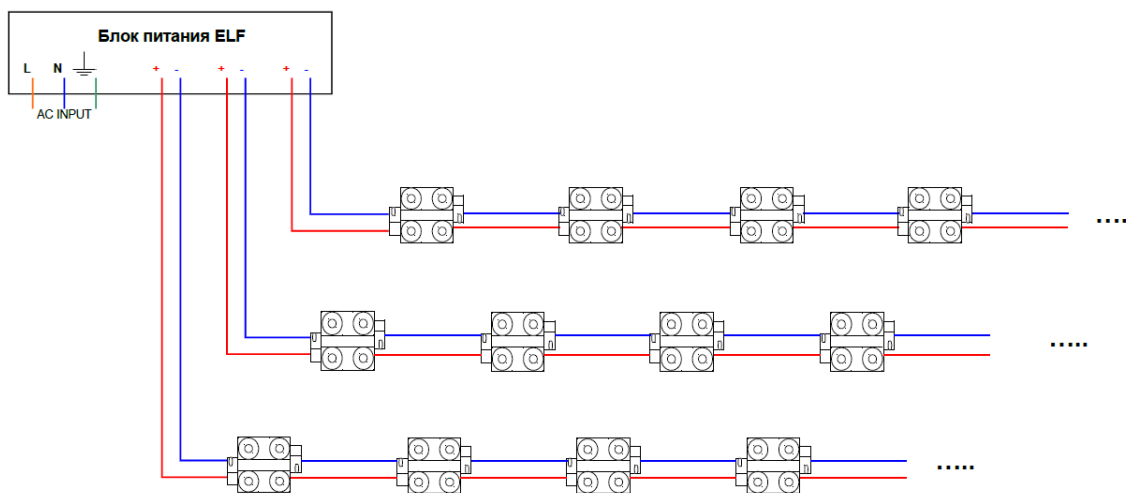 Блок питания ELF
L N + - + - + -
AC INPUT
.....
.....
.....